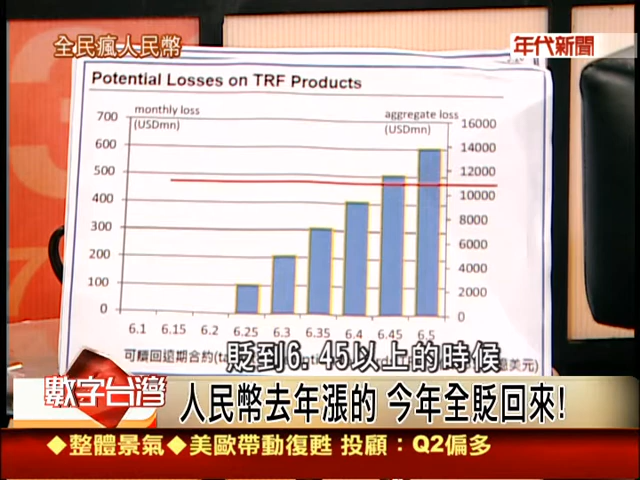 全民瘋人民幣
年代新聞
Potential Losses on TRF Products
monthly loss
(USDmn)
aggregate loss
(USDmn)
700
600
500
400
300
200
100
0
16000
14000
12000
10000
8000
6000
4000
2000
0
6.1 6.15 6.2 6.25 6.3 6.35 6.4 6.45 6.5
可贖回遠期合約(ta
億美元)
貶到6.45以上的時候
數字台灣
人民幣去年漲的 今年全貶回來!
◆整體景氣◆美歐帶動復甦 投顧：Q2偏多